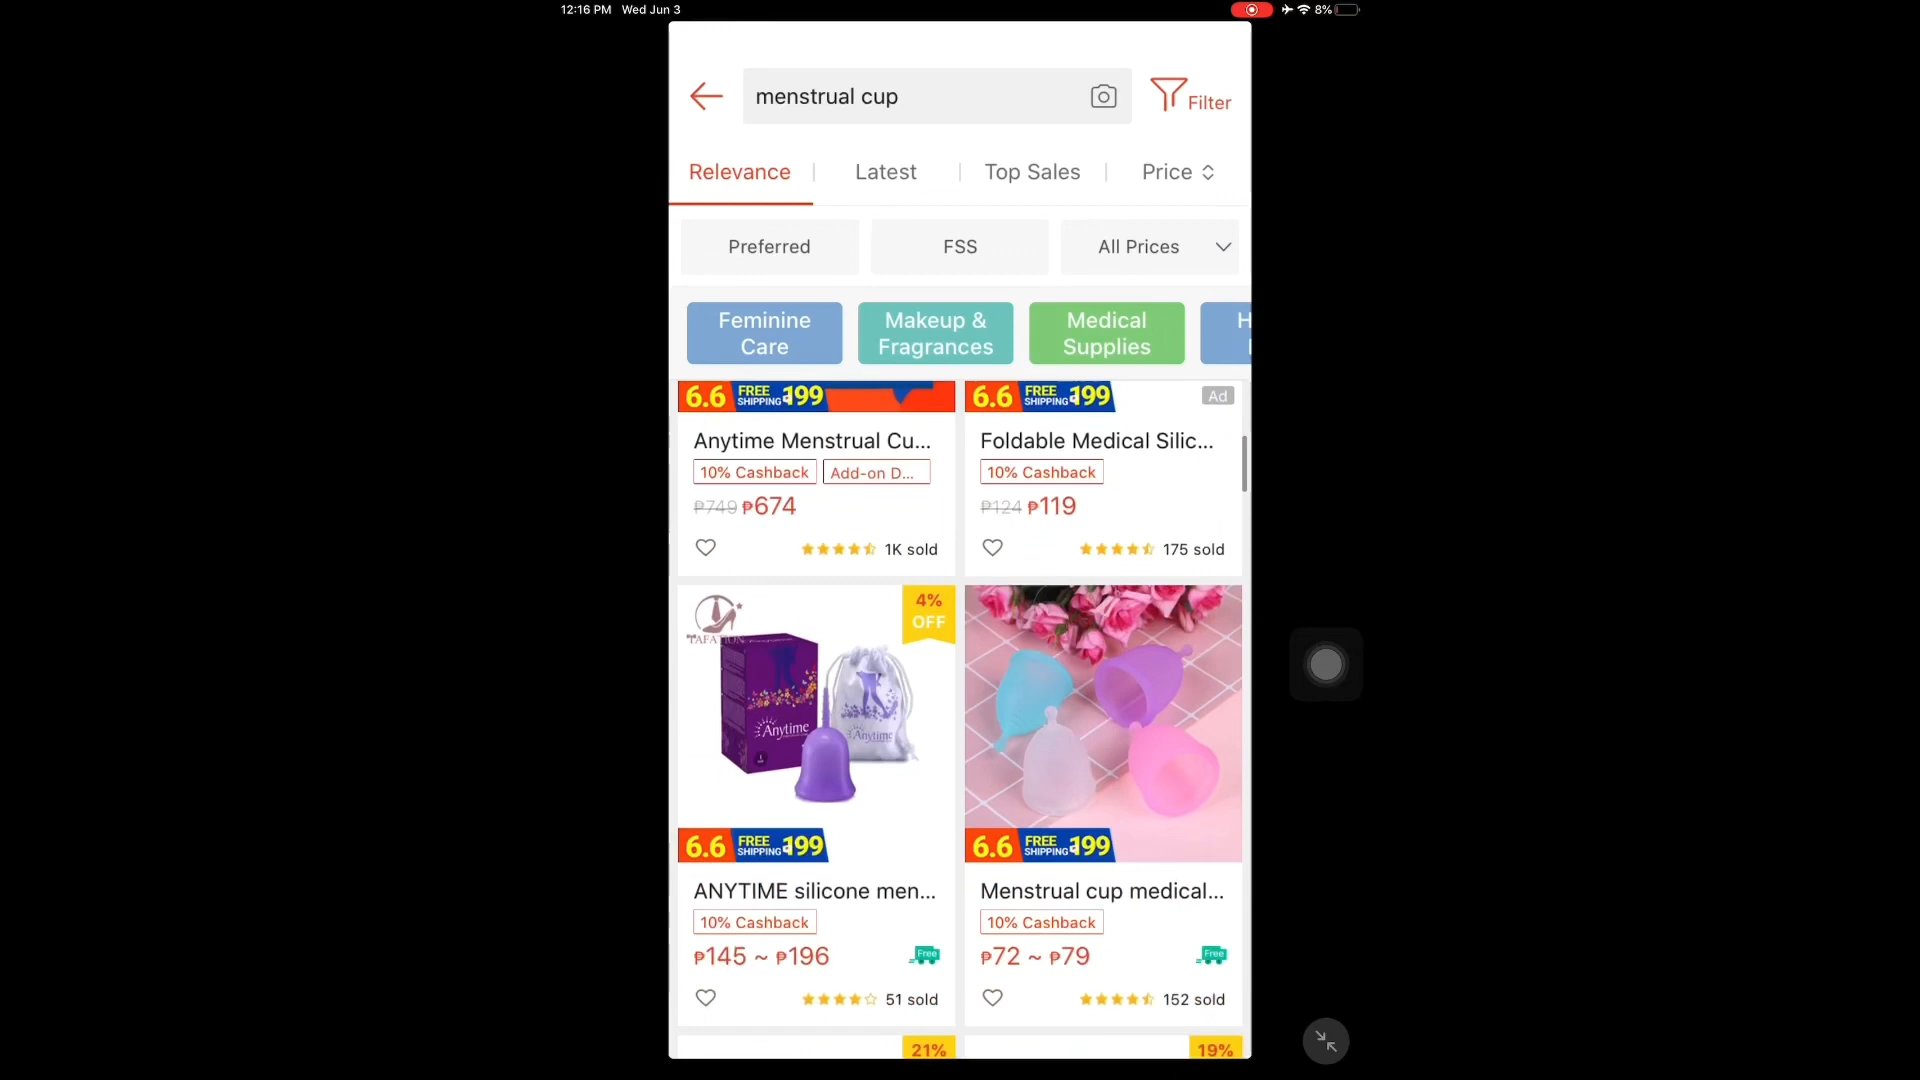 12:16 PM Wed Jun 3
8%
menstrual cup
Filter
Relevance
Latest
Top Sales
Price
Preferred
FSS
All Prices
Feminine
Care
Makeup &
Fragrances
Medical
Supplies
H
6.6 FREE SHIPPING ₱199
6.6 FREE SHIPPING ₱199
Ad
Anytime Menstrual Cu...
10% Cashback
Add-on D...
₱749 ₱674
1K sold
Foldable Medical Silic...
10% Cashback
₱124 ₱119
175 sold
4%
OFF
TAFATION
Anytime
Anytime
6.6 FREE SHIPPING ₱199
ANYTIME silicone men...
10% Cashback
₱145 ~ ₱196
Free
51 sold
6.6 FREE SHIPPING ₱199
Menstrual cup medical...
10% Cashback
₱72 ~ ₱79
Free
152 sold
21%
19%